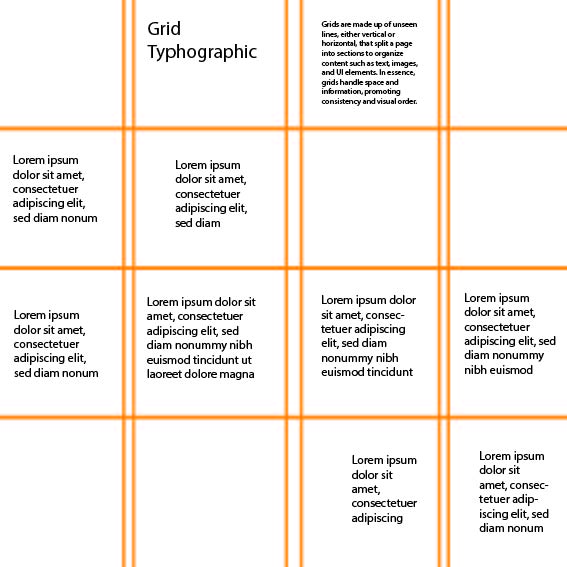 Grid
Typhographic
Grids are made up of unseen
lines, either vertical or
horizontal, that split a page
into sections to organize
content such as text, images,
and UI elements. In essence,
grids handle space and
information, promoting
consistency and visual order.
Lorem ipsum
dolor sit amet,
consectetuer
adipiscing elit,
sed diam nonum
Lorem ipsum
dolor sit amet,
consectetuer
adipiscing elit,
sed diam
Lorem ipsum
dolor sit amet,
consectetuer
adipiscing elit,
sed diam nonum
Lorem ipsum dolor sit
amet, consectetuer
adipiscing elit, sed
diam nonummy nibh
euismod tincidunt ut
laoreet dolore magna
Lorem ipsum dolor
sit amet, consec-
tetuer adipiscing
elit, sed diam
nonummy nibh
euismod tincidunt
Lorem ipsum
dolor sit amet,
consectetuer
adipiscing elit, sed
diam nonummy
nibh euismod
Lorem ipsum
dolor sit
amet,
consectetuer
adipiscing
Lorem ipsum
dolor sit
amet, consec-
tetuer adip-
iscing elit, sed
diam nonum